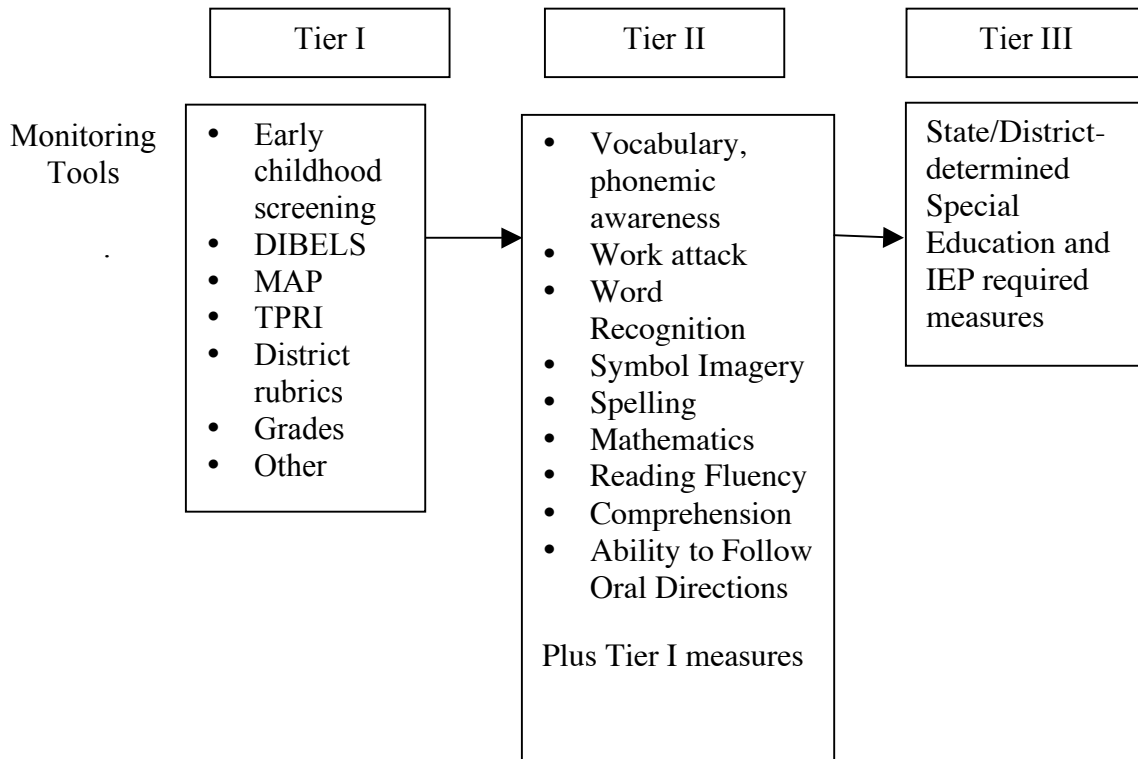 Tier I
Tier II
Tier III
Monitoring
Tools
.
• Early
childhood
screening
• DIBELS
• MAP
• TPRI
• District
rubrics
• Grades
• Other
• Vocabulary,
phonemic
awareness
• Work attack
• Word
Recognition
• Symbol Imagery
• Spelling
• Mathematics
• Reading Fluency
• Comprehension
• Ability to Follow
Oral Directions
Plus Tier I measures
State/District-
determined
Special
Education and
IEP required
measures